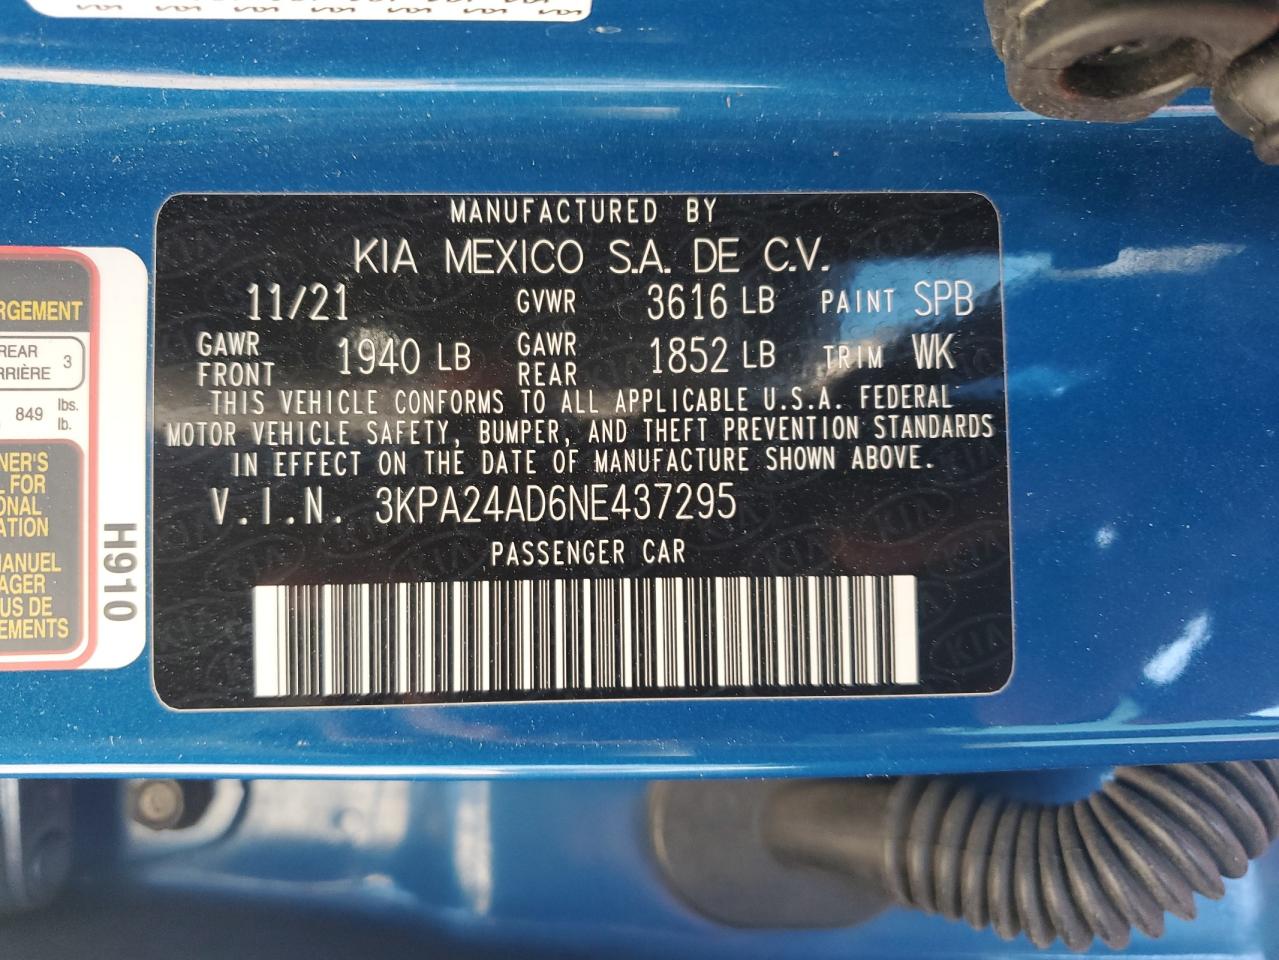 MANUFACTURED BY
KIA MEXICO S.A. DE C.V.
11/21 GVWR 3616 LB PAINT SPB
GAWR FRONT 1940 LB GAWR REAR 1852 LB TRIM WK
THIS VEHICLE CONFORMS TO ALL APPLICABLE U.S.A. FEDERAL
MOTOR VEHICLE SAFETY, BUMPER, AND THEFT PREVENTION STANDARDS
IN EFFECT ON THE DATE OF MANUFACTURE SHOWN ABOVE.
V.I.N. 3KPA24AD6NE437295
PASSENGER CAR
RGEMENT
REAR 3
RRIÈRE
849 lbs.
lb.
NER'S
FOR
ONAL
ATION
MANUEL
AGER
US DE
EMENTS
H910